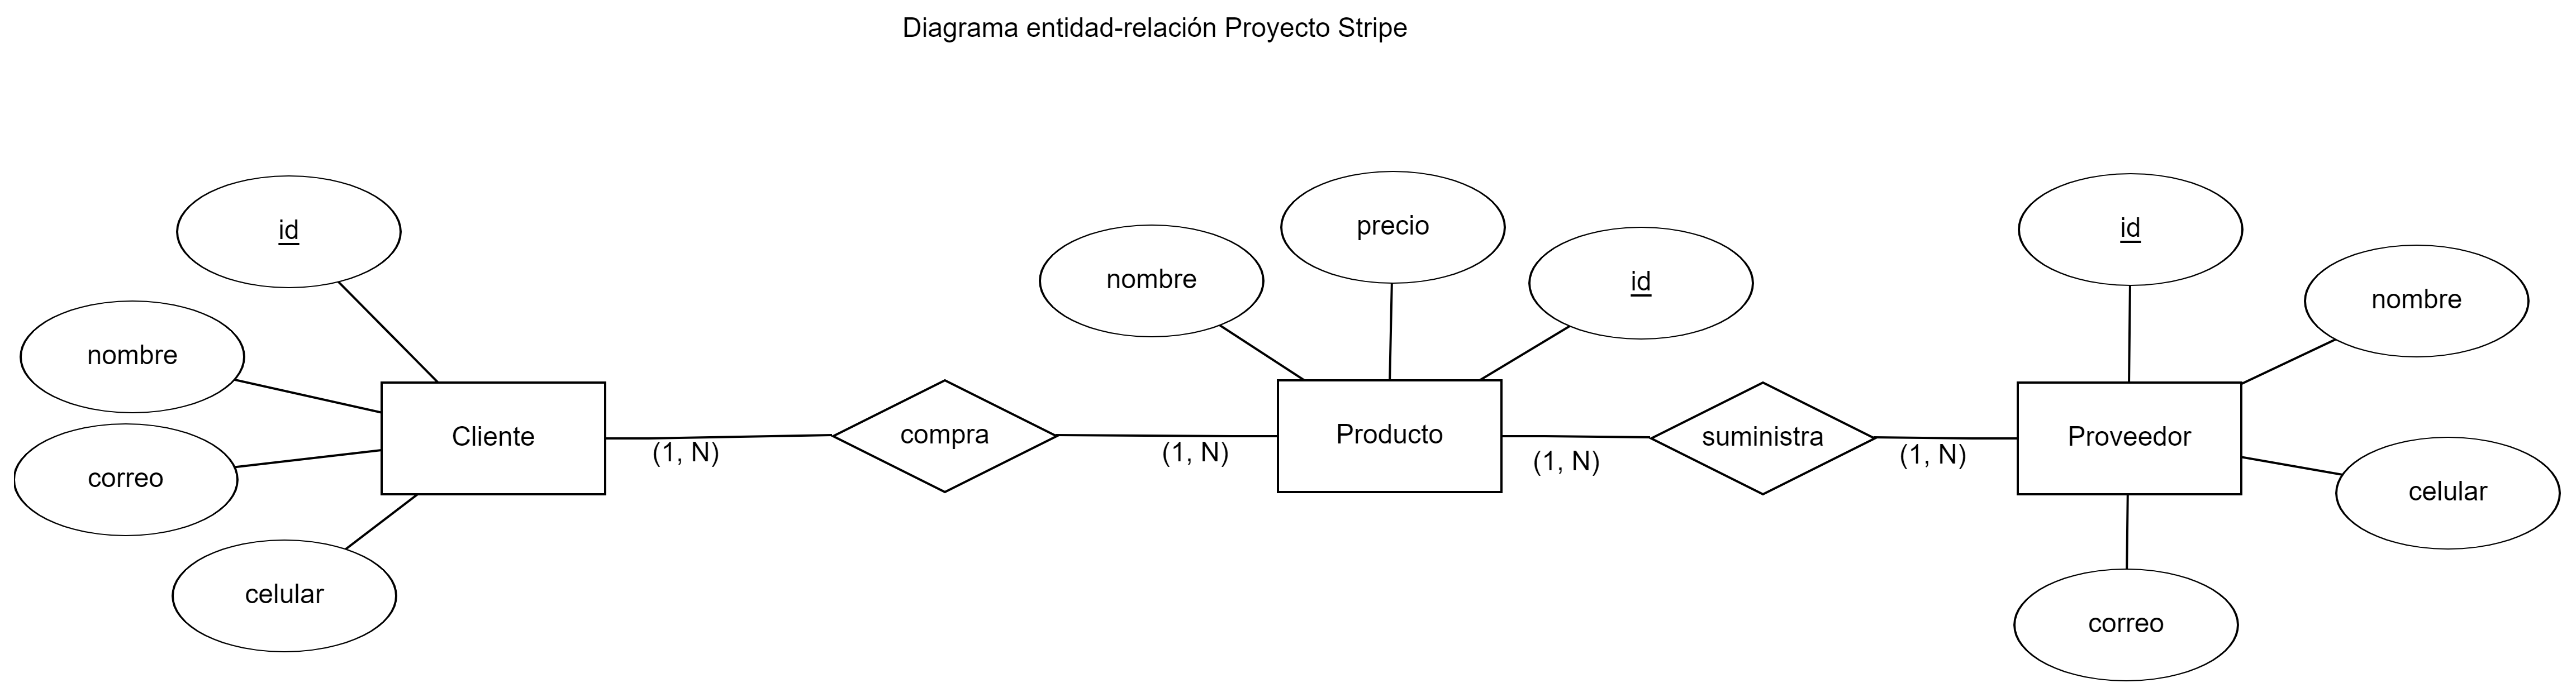 Diagrama entidad-relación Proyecto Stripe
id
nombre
correo
celular
Cliente
(1, N)
compra
(1, N)
nombre
precio
id
Producto
(1, N)
suministra
(1, N)
id
nombre
Proveedor
celular
correo